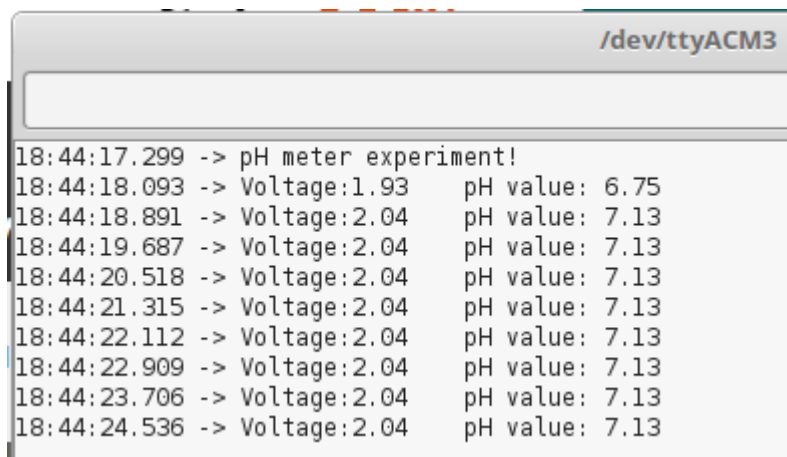 /dev/ttyACM3
18:44:17.299 -> pH meter experiment!
18:44:18.093 -> Voltage:1.93    pH value: 6.75
18:44:18.891 -> Voltage:2.04    pH value: 7.13
18:44:19.687 -> Voltage:2.04    pH value: 7.13
18:44:20.518 -> Voltage:2.04    pH value: 7.13
18:44:21.315 -> Voltage:2.04    pH value: 7.13
18:44:22.112 -> Voltage:2.04    pH value: 7.13
18:44:22.909 -> Voltage:2.04    pH value: 7.13
18:44:23.706 -> Voltage:2.04    pH value: 7.13
18:44:24.536 -> Voltage:2.04    pH value: 7.13